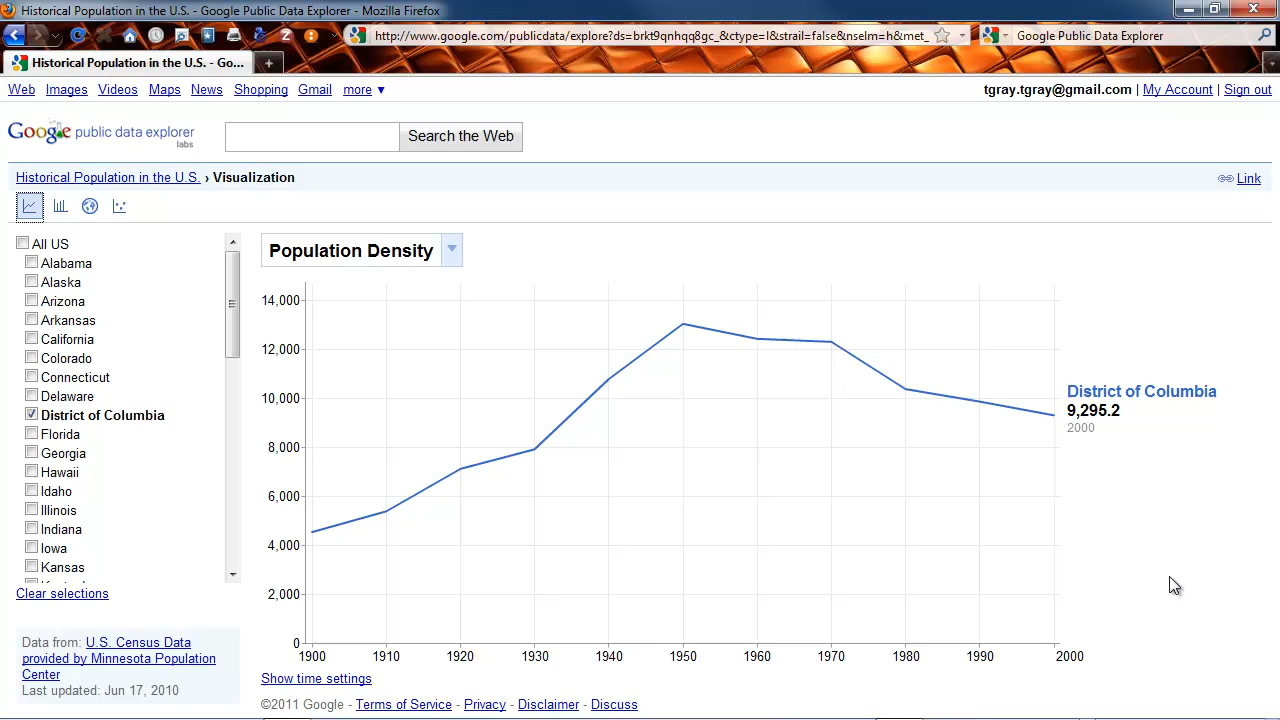 Historical Population in the U.S. - Google Public Data Explorer - Mozilla Firefox
http://www.google.com/publicdata/explore?ds=brkt9qnhqq8gc_&ctype=l&strail=false&nselm=h&met_
Google Public Data Explorer
Historical Population in the U.S. - Go...
Web Images Videos Maps News Shopping Gmail more ▼
tgray.tgray@gmail.com | My Account | Sign out
Google public data explorer
labs
Search the Web
Historical Population in the U.S. › Visualization
Link
All US
Alabama
Alaska
Arizona
Arkansas
California
Colorado
Connecticut
Delaware
District of Columbia
Florida
Georgia
Hawaii
Idaho
Illinois
Indiana
Iowa
Kansas
Clear selections
Data from: U.S. Census Data
provided by Minnesota Population
Center
Last updated: Jun 17, 2010
Population Density
14,000
12,000
10,000
8,000
6,000
4,000
2,000
0
1900 1910 1920 1930 1940 1950 1960 1970 1980 1990 2000
District of Columbia
9,295.2
2000
Show time settings
©2011 Google - Terms of Service - Privacy - Disclaimer - Discuss